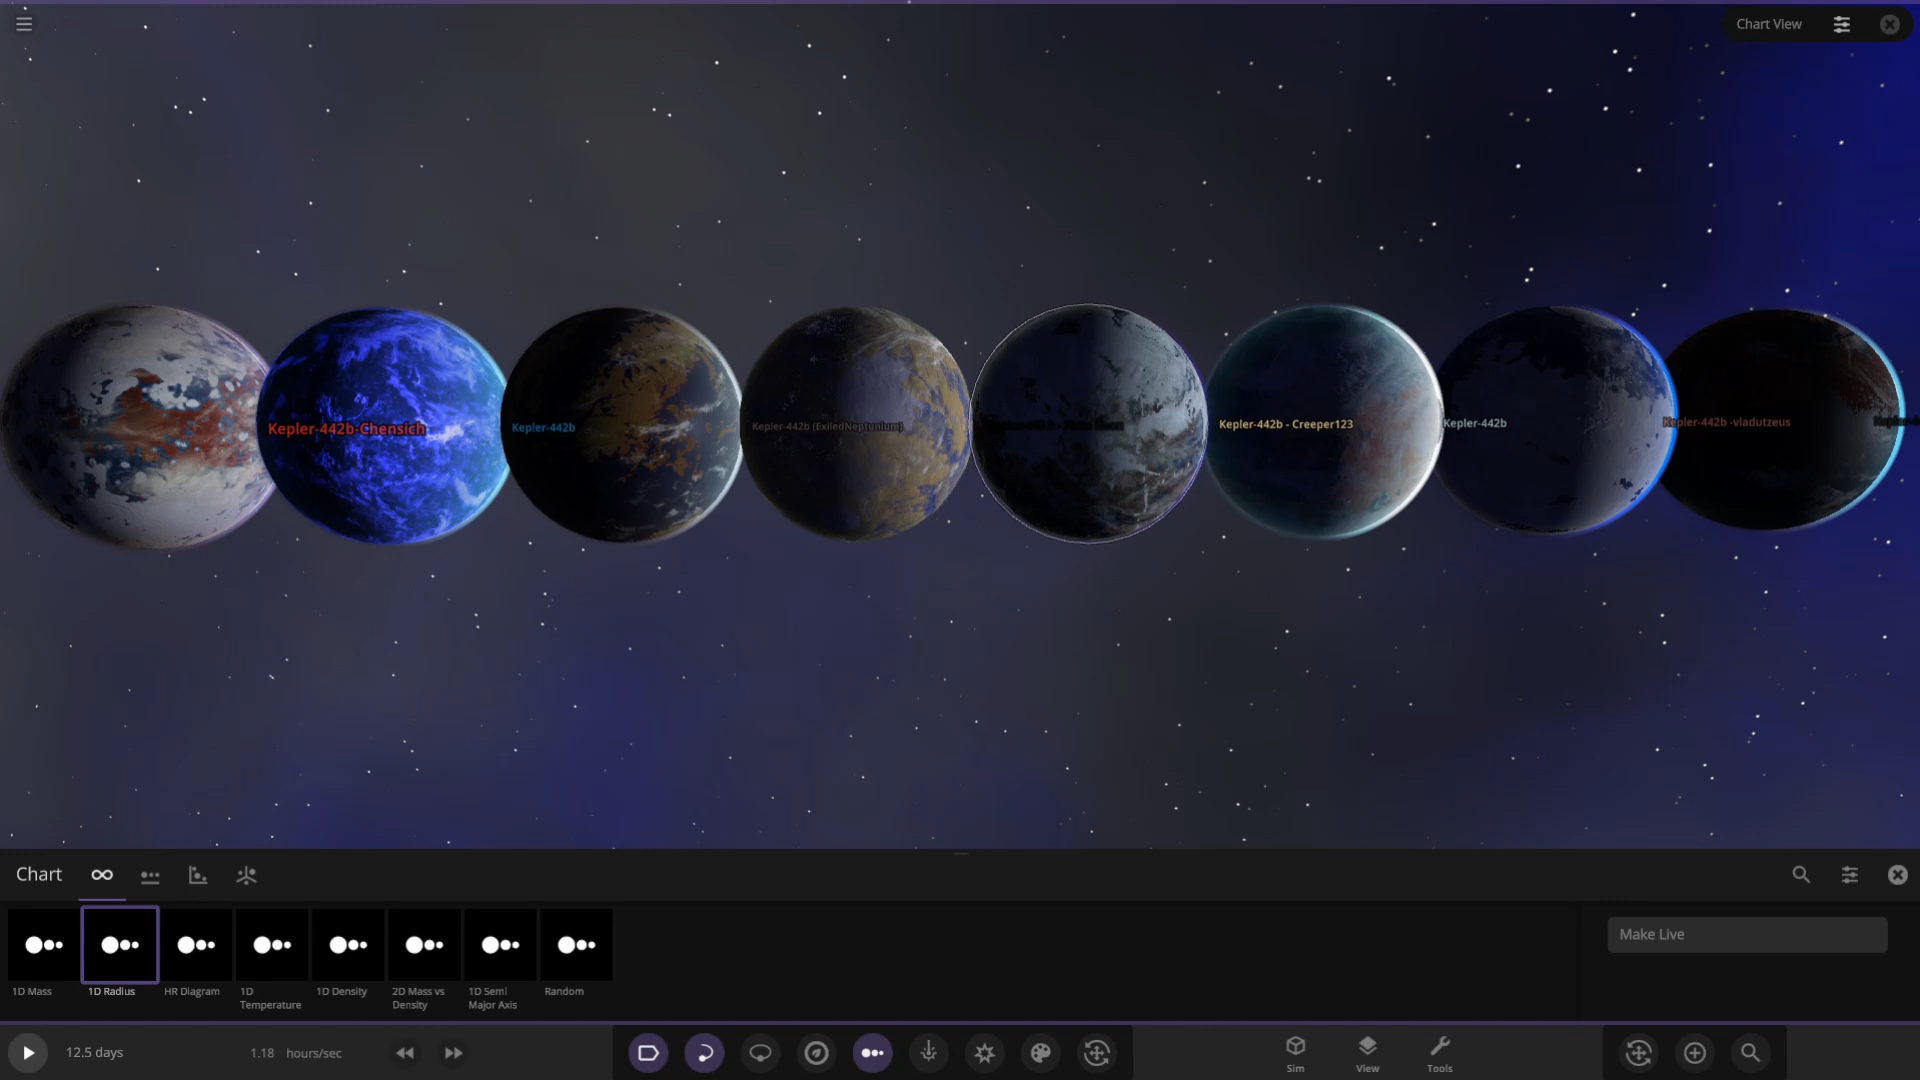 Chart View
Kepler-442b-Chensich
Kepler-442b
Kepler-442b (ExiledNeptunium)
Kepler-442b - Creeper123
Kepler-442b
Kepler-442b -vladutzeus
Chart
1D Mass
1D Radius
HR Diagram
1D
Temperature
1D Density
2D Mass vs
Density
1D Semi
Major Axis
Random
Make Live
12.5 days
1.18 hours/sec
Sim
View
Tools